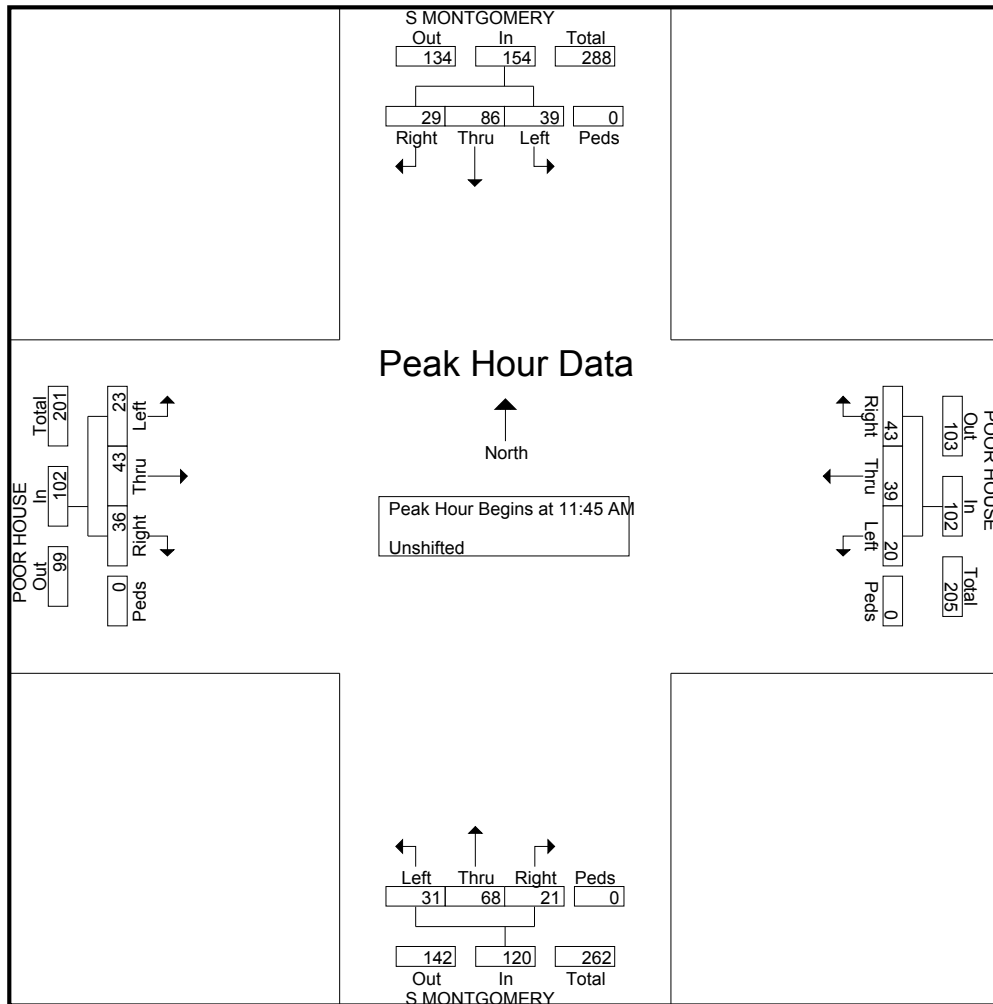 S MONTGOMERY
Out In Total
134 154 288
29 86 39 0
Right Thru Left Peds
Peak Hour Data
North
Peak Hour Begins at 11:45 AM
Unshifted
POOR HOUSE
Out In Total
99 102 201
23 43 36 0
Left Thru Right Peds
POOR HOUSE
Out In Total
103 102 205
43 39 20 0
Right Thru Left Peds
Left Thru Right Peds
31 68 21 0
142 120 262
Out In Total
S MONTGOMERY